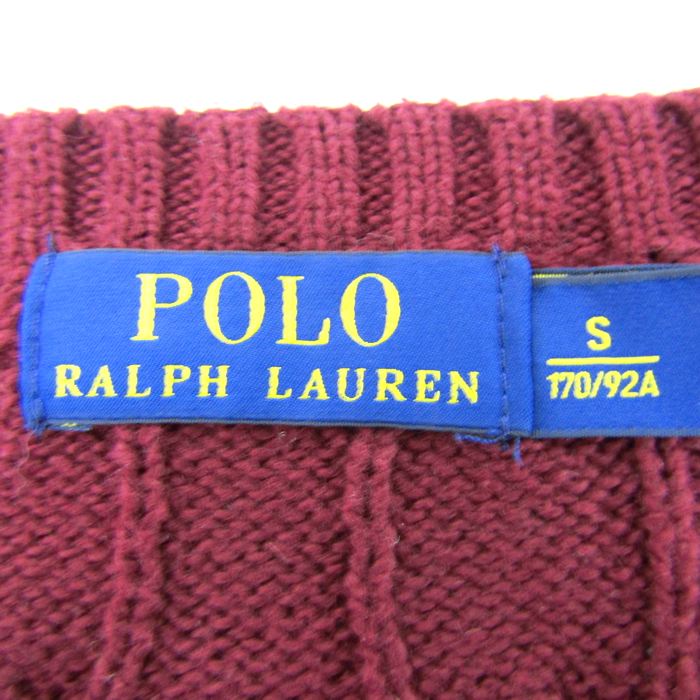 POLO
RALPH LAUREN
S
170/92A